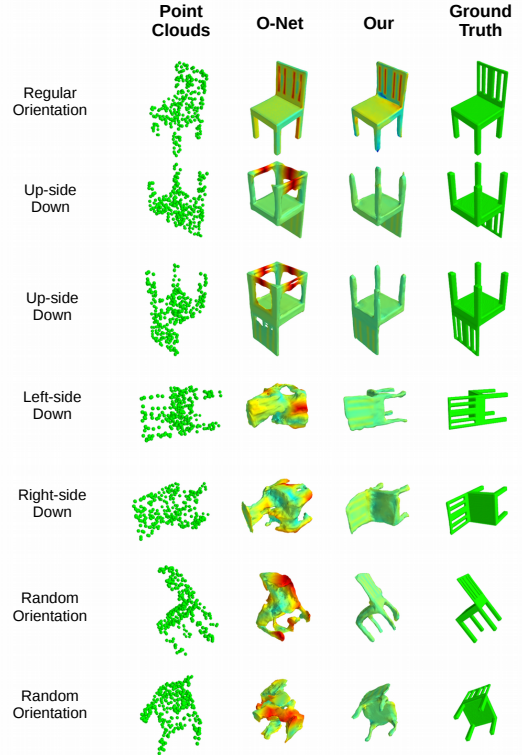 Point
Clouds
O-Net
Our
Ground
Truth
Regular
Orientation
Up-side
Down
Up-side
Down
Left-side
Down
Right-side
Down
Random
Orientation
Random
Orientation